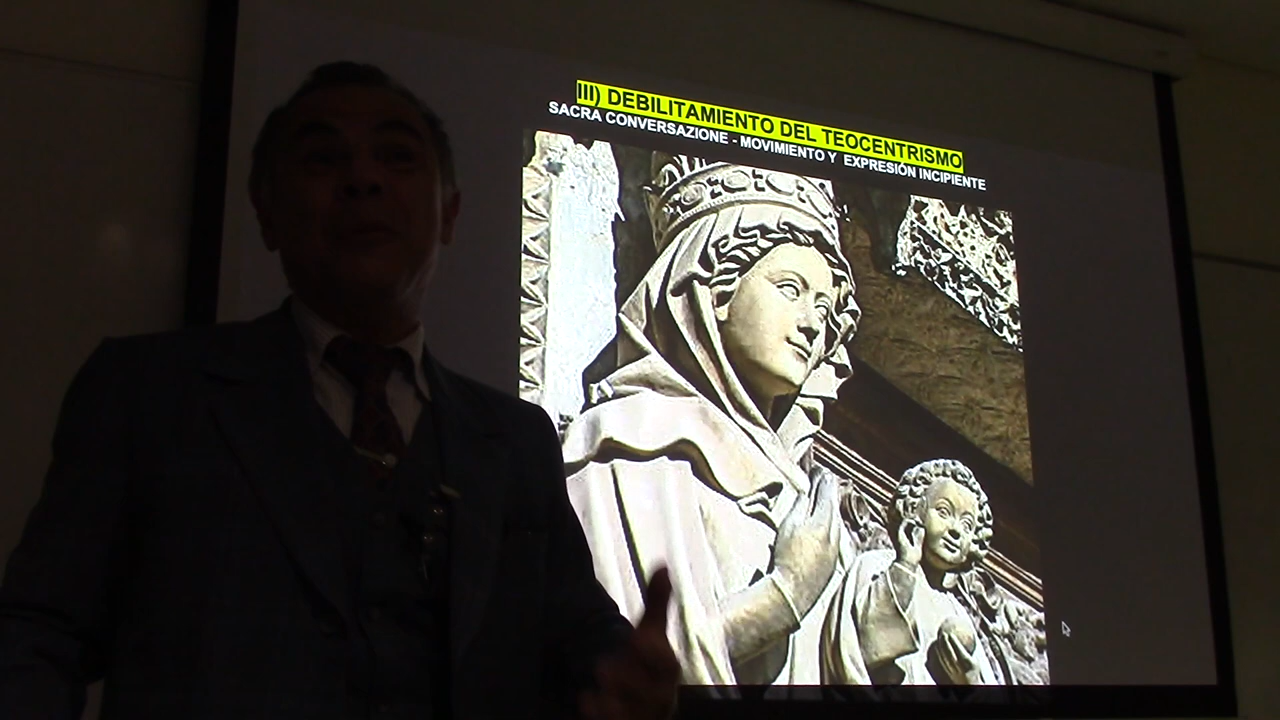 III) DEBILITAMIENTO DEL TEOCENTRISMO
SACRA CONVERSAZIONE - MOVIMIENTO Y EXPRESIÓN INCIPIENTE